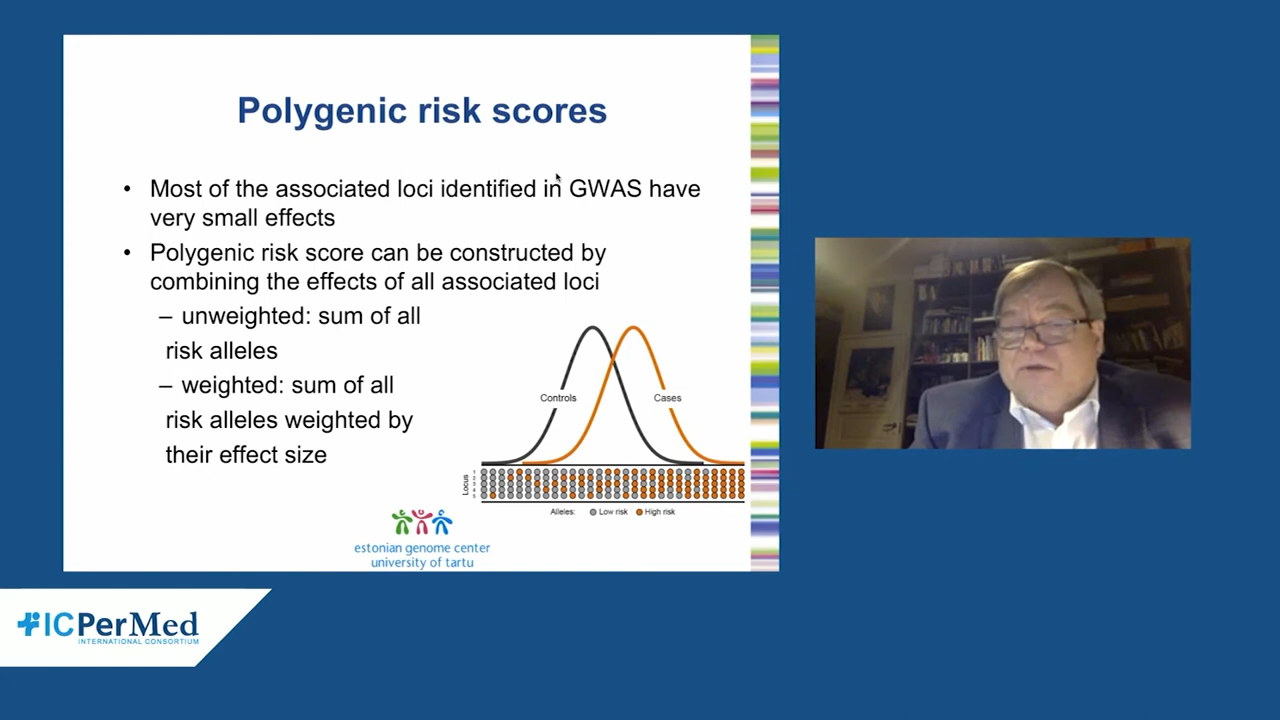 Polygenic risk scores
• Most of the associated loci identified in GWAS have
very small effects
• Polygenic risk score can be constructed by
combining the effects of all associated loci
– unweighted: sum of all
risk alleles
– weighted: sum of all
risk alleles weighted by
their effect size
Controls
Cases
Locus
Alleles: Low risk High risk
estonian genome center
university of tartu
ICPerMed
INTERNATIONAL CONSORTIUM